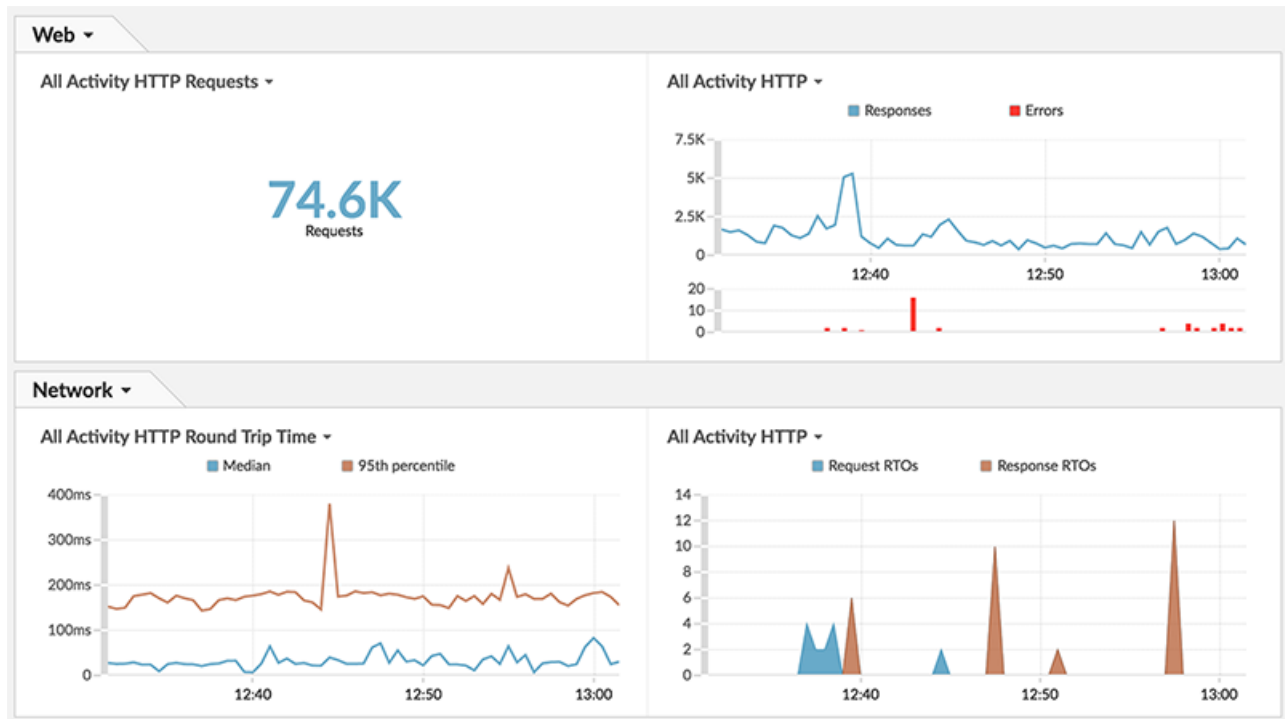 Web
All Activity HTTP Requests
74.6K
Requests
All Activity HTTP
Responses Errors
7.5K
5K
2.5K
0
12:40 12:50 13:00
20
10
0
Network
All Activity HTTP Round Trip Time
Median 95th percentile
400ms
300ms
200ms
100ms
0
12:40 12:50 13:00
All Activity HTTP
Request RTOs Response RTOs
14
12
10
8
6
4
2
0
12:40 12:50 13:00